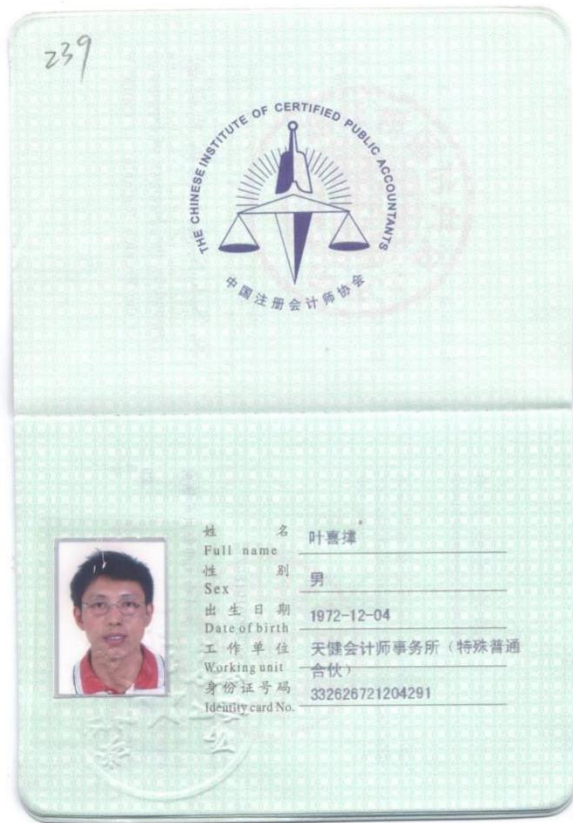 239
THE CHINESE INSTITUTE OF CERTIFIED PUBLIC ACCOUNTANTS
中国注册会计师协会
姓 名 叶喜撑
Full name
性 别 男
Sex
出生日期 1972-12-04
Date of birth
工作单位 天健会计师事务所（特殊普通
Working unit 合伙）
身份证号码 332626721204291
Identity card No.